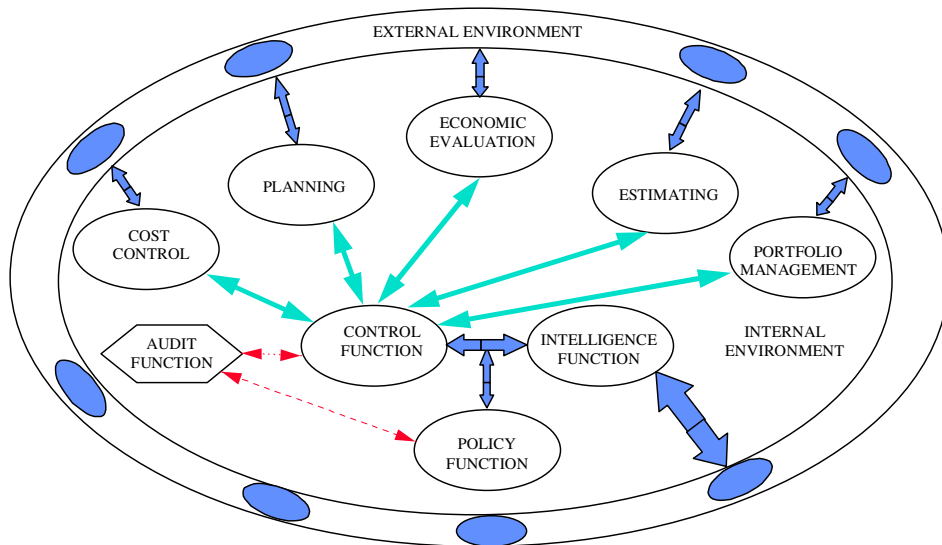 EXTERNAL ENVIRONMENT
ECONOMIC
EVALUATION
PLANNING
ESTIMATING
COST
CONTROL
PORTFOLIO
MANAGEMENT
CONTROL
FUNCTION
INTELLIGENCE
FUNCTION
INTERNAL
ENVIRONMENT
AUDIT
FUNCTION
POLICY
FUNCTION